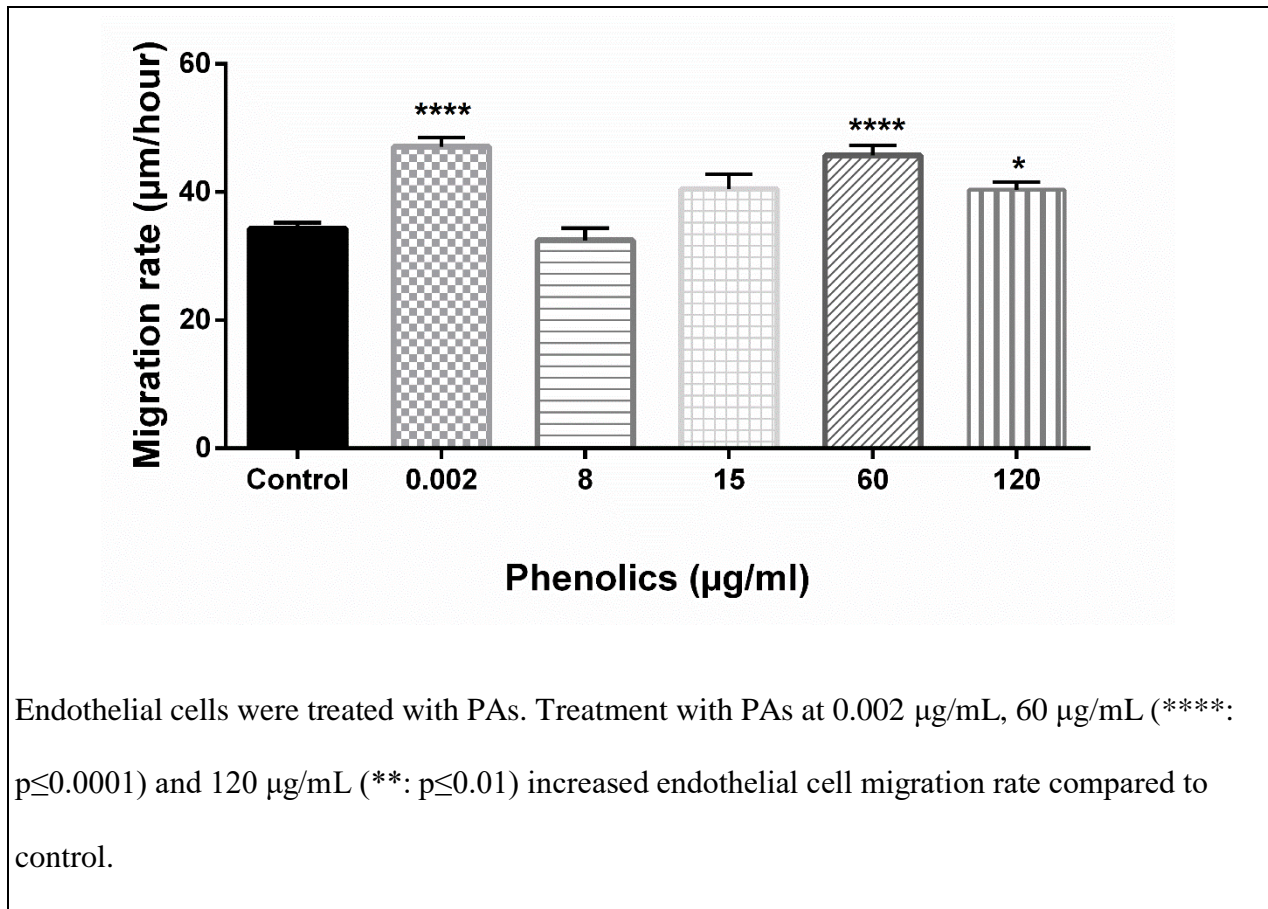 60
40
20
0
Migration rate (μm/hour)
****
****
*
Control 0.002 8 15 60 120
Phenolics (μg/ml)
Endothelial cells were treated with PAs. Treatment with PAs at 0.002 μg/mL, 60 μg/mL (****:
p≤0.0001) and 120 μg/mL (**: p≤0.01) increased endothelial cell migration rate compared to
control.